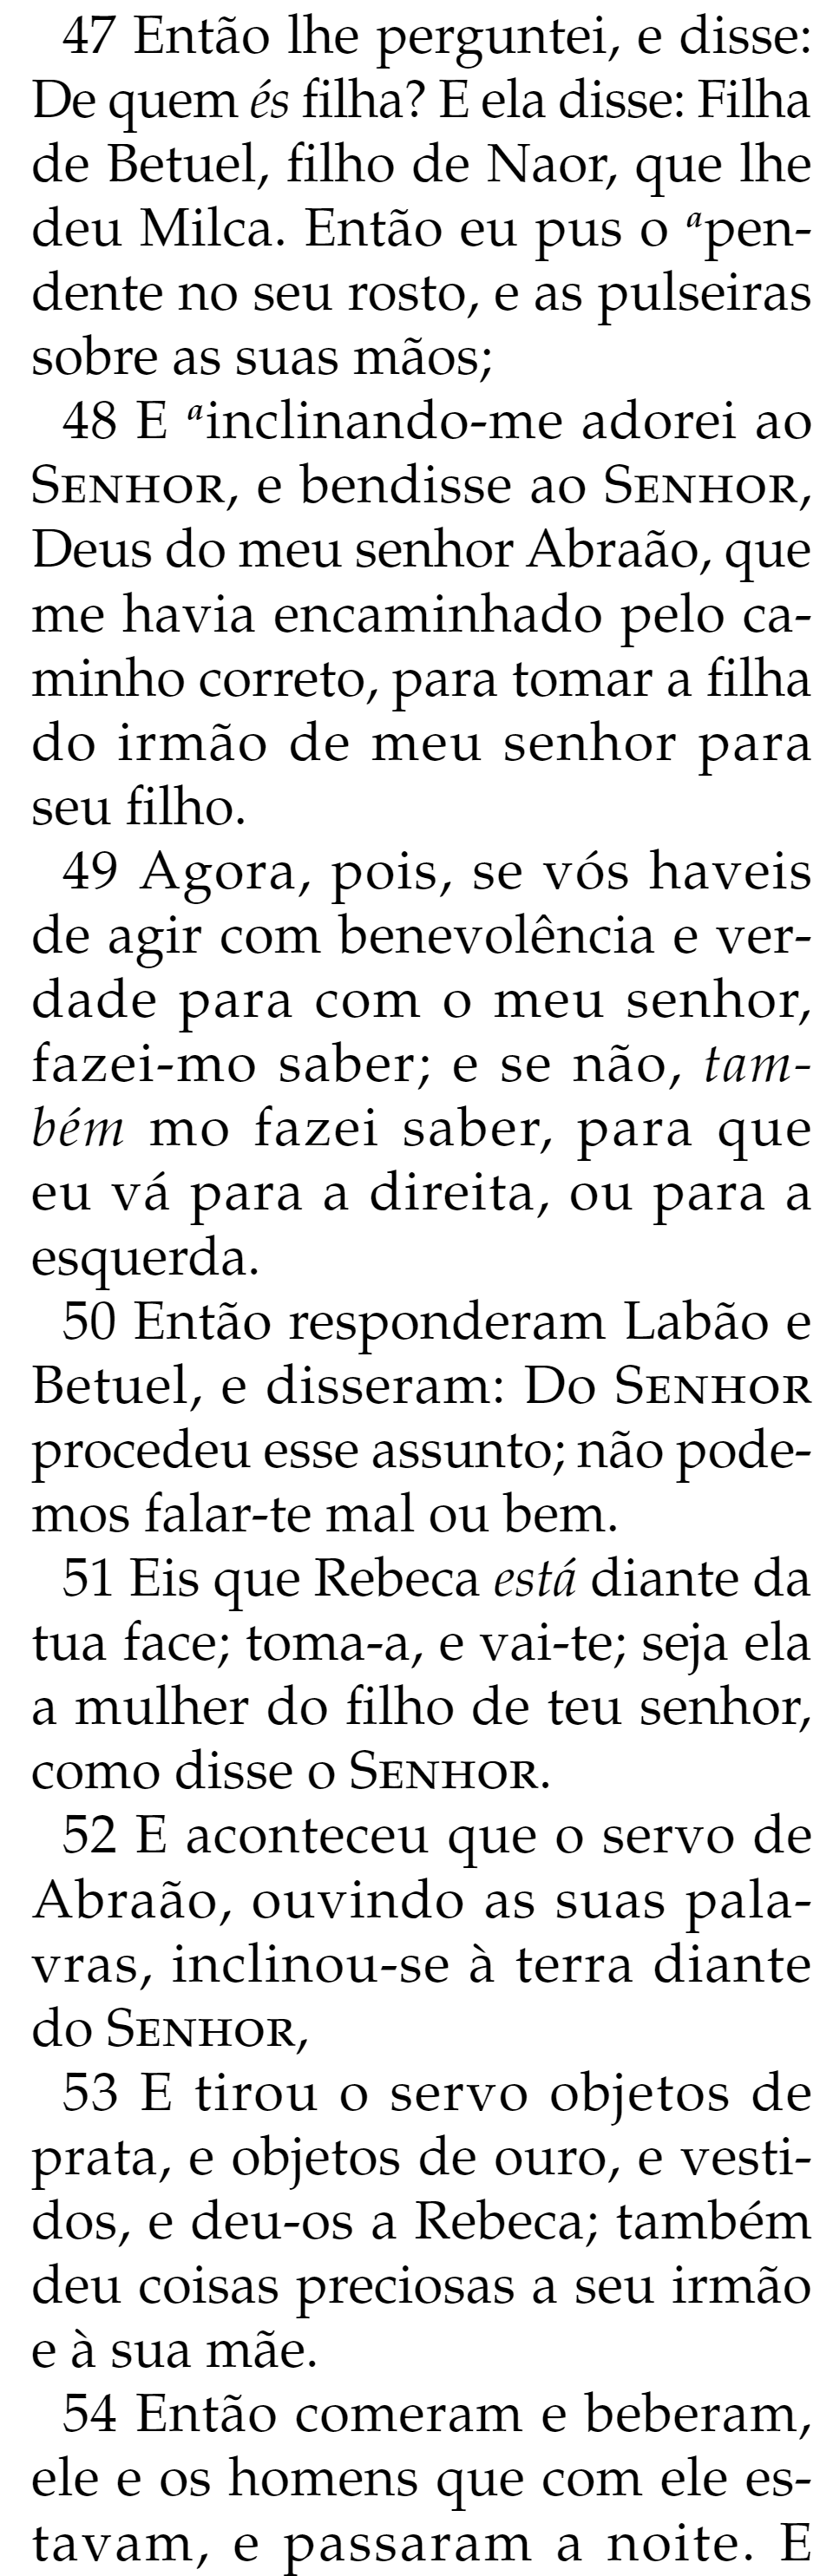 47 Então lhe perguntei, e disse:
De quem és filha? E ela disse: Filha
de Betuel, filho de Naor, que lhe
deu Milca. Então eu pus o ᵃpen-
dente no seu rosto, e as pulseiras
sobre as suas mãos;
48 E ᵃinclinando-me adorei ao
SENHOR, e bendisse ao SENHOR,
Deus do meu senhor Abraão, que
me havia encaminhado pelo ca-
minho correto, para tomar a filha
do irmão de meu senhor para
seu filho.
49 Agora, pois, se vós haveis
de agir com benevolência e ver-
dade para com o meu senhor,
fazei-mo saber; e se não, tam-
bém mo fazei saber, para que
eu vá para a direita, ou para a
esquerda.
50 Então responderam Labão e
Betuel, e disseram: Do SENHOR
procedeu esse assunto; não pode-
mos falar-te mal ou bem.
51 Eis que Rebeca está diante da
tua face; toma-a, e vai-te; seja ela
a mulher do filho de teu senhor,
como disse o SENHOR.
52 E aconteceu que o servo de
Abraão, ouvindo as suas pala-
vras, inclinou-se à terra diante
do SENHOR,
53 E tirou o servo objetos de
prata, e objetos de ouro, e vesti-
dos, e deu-os a Rebeca; também
deu coisas preciosas a seu irmão
e à sua mãe.
54 Então comeram e beberam,
ele e os homens que com ele es-
tavam, e passaram a noite. E